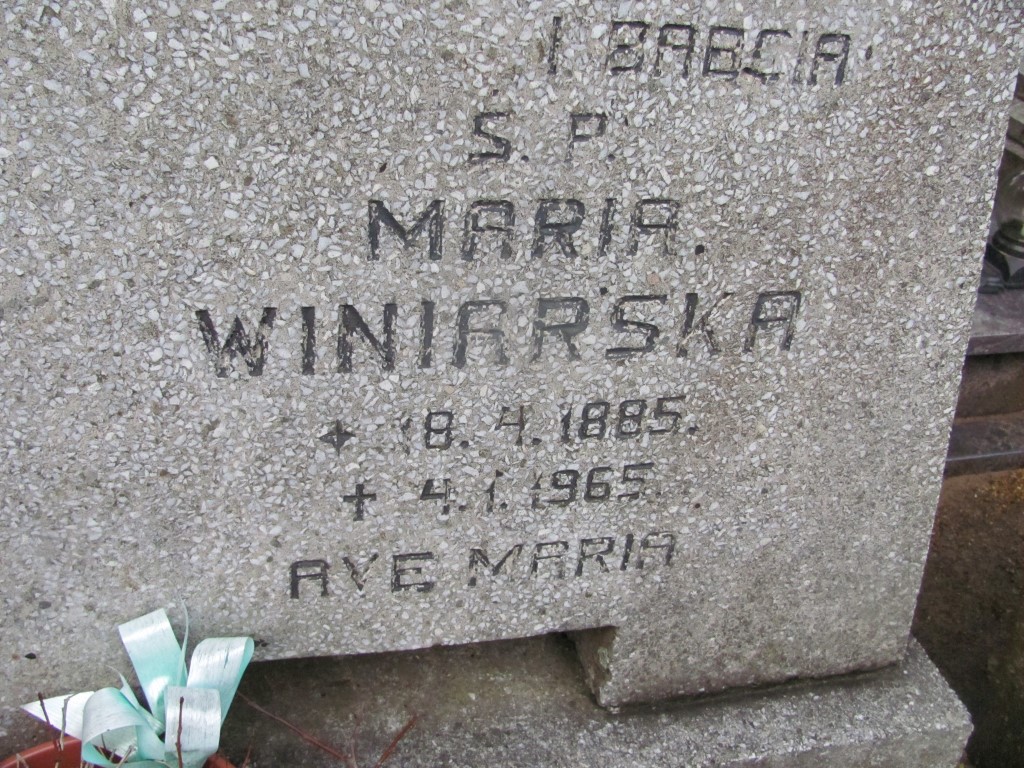 I BABCIA
S. P.
MARIA
WINIARSKA
18. 4. 1885.
+ 4. 1. 1965.
AVE MARIA